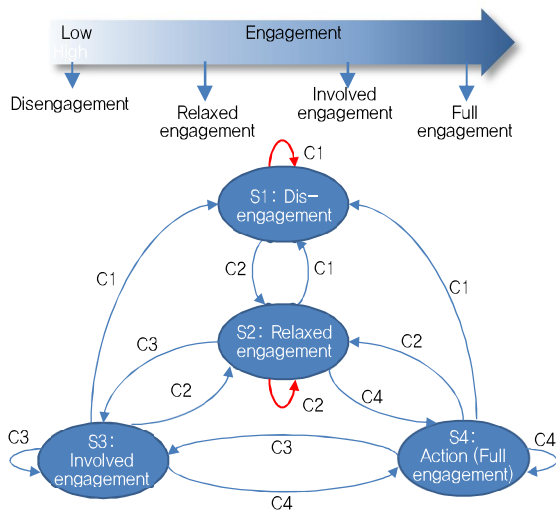 Low
Engagement
High
Disengagement
Relaxed
engagement
Involved
engagement
Full
engagement
C1
S1: Dis-
engagement
C1
C2
C1
C1
S2: Relaxed
engagement
C3
C2
C2
C4
C2
C3
S3:
Involved
engagement
C3
C4
S4:
Action (Full
engagement)
C4